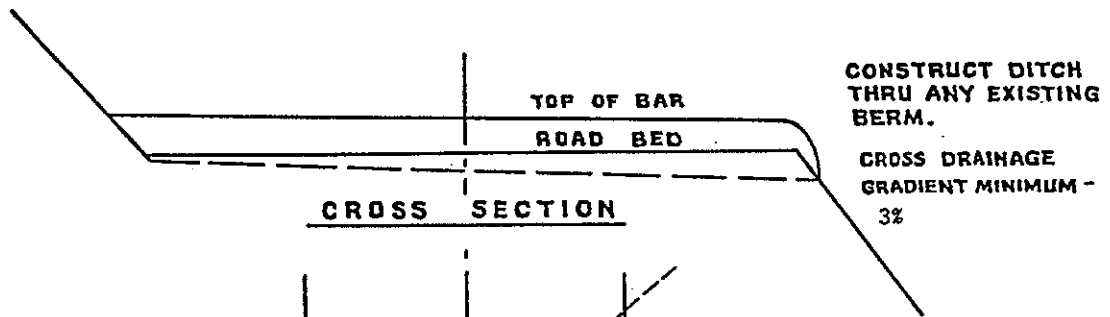 TOP OF BAR
ROAD BED
CROSS SECTION
CONSTRUCT DITCH
THRU ANY EXISTING
BERM.
CROSS DRAINAGE
GRADIENT MINIMUM -
3%